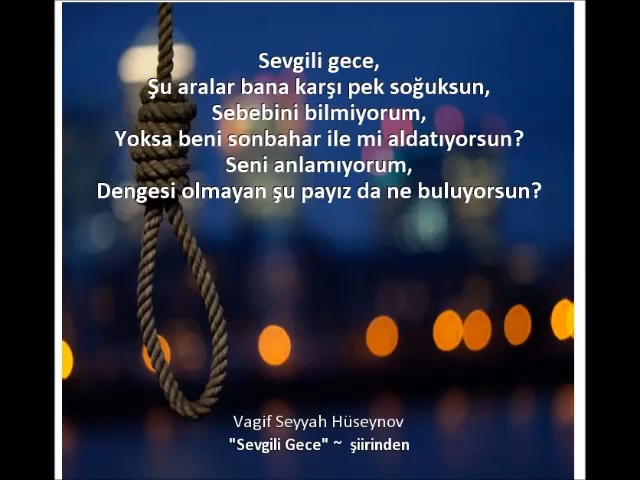 Sevgili gece,
Şu aralar bana karşı pek soğuksun,
Sebebini bilmiyorum,
Yoksa beni sonbahar ile mi aldatıyorsun?
Seni anlamıyorum,
Dengesi olmayan şu payız da ne buluyorsun?
Vagif Seyyah Hüseynov
"Sevgili Gece" ~ şiirinden